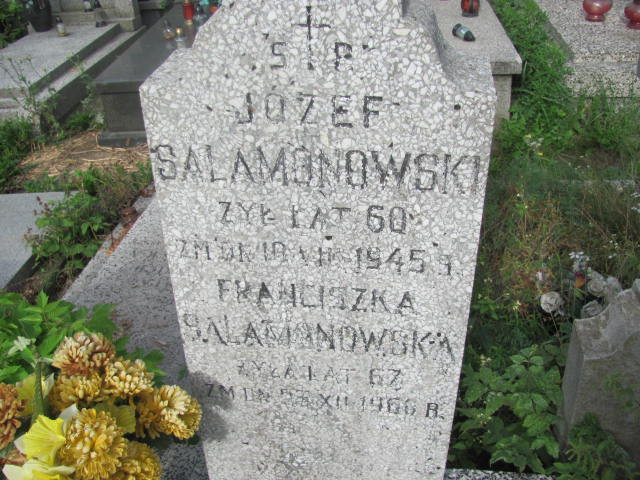 Ś P
JÓZEF
SALAMONOWSKI
ŻYŁ LAT 60
ZM DN 10 VIII 1945 R.
FRANCISZKA
SALAMONOWSKA
ŻYŁA LAT 67
ZM DN XII 1966 R.